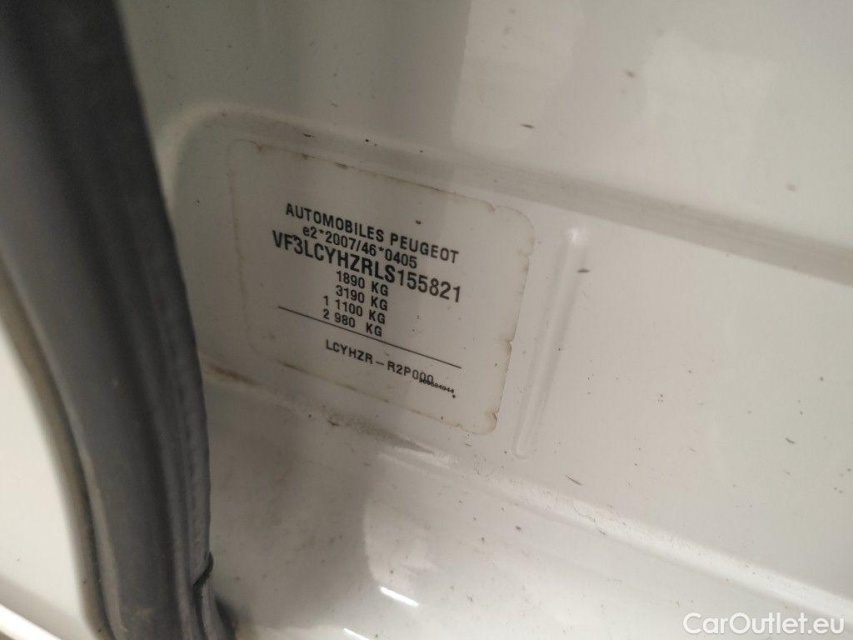 AUTOMOBILES PEUGEOT
e2*2007/46*0405
VF3LCYHZRLS155821
1890 KG
3190 KG
1 1100 KG
2 980 KG
LCYHZR-R2P000
CarOutlet.eu